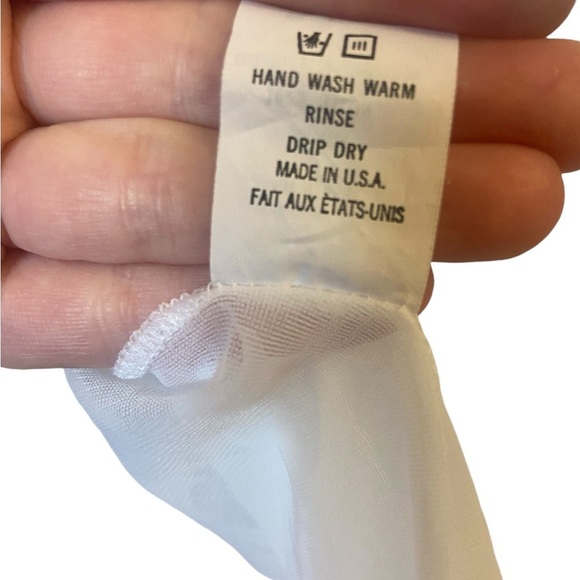 HAND WASH WARM
RINSE
DRIP DRY
MADE IN U.S.A.
FAIT AUX ÈTATS-UNIS